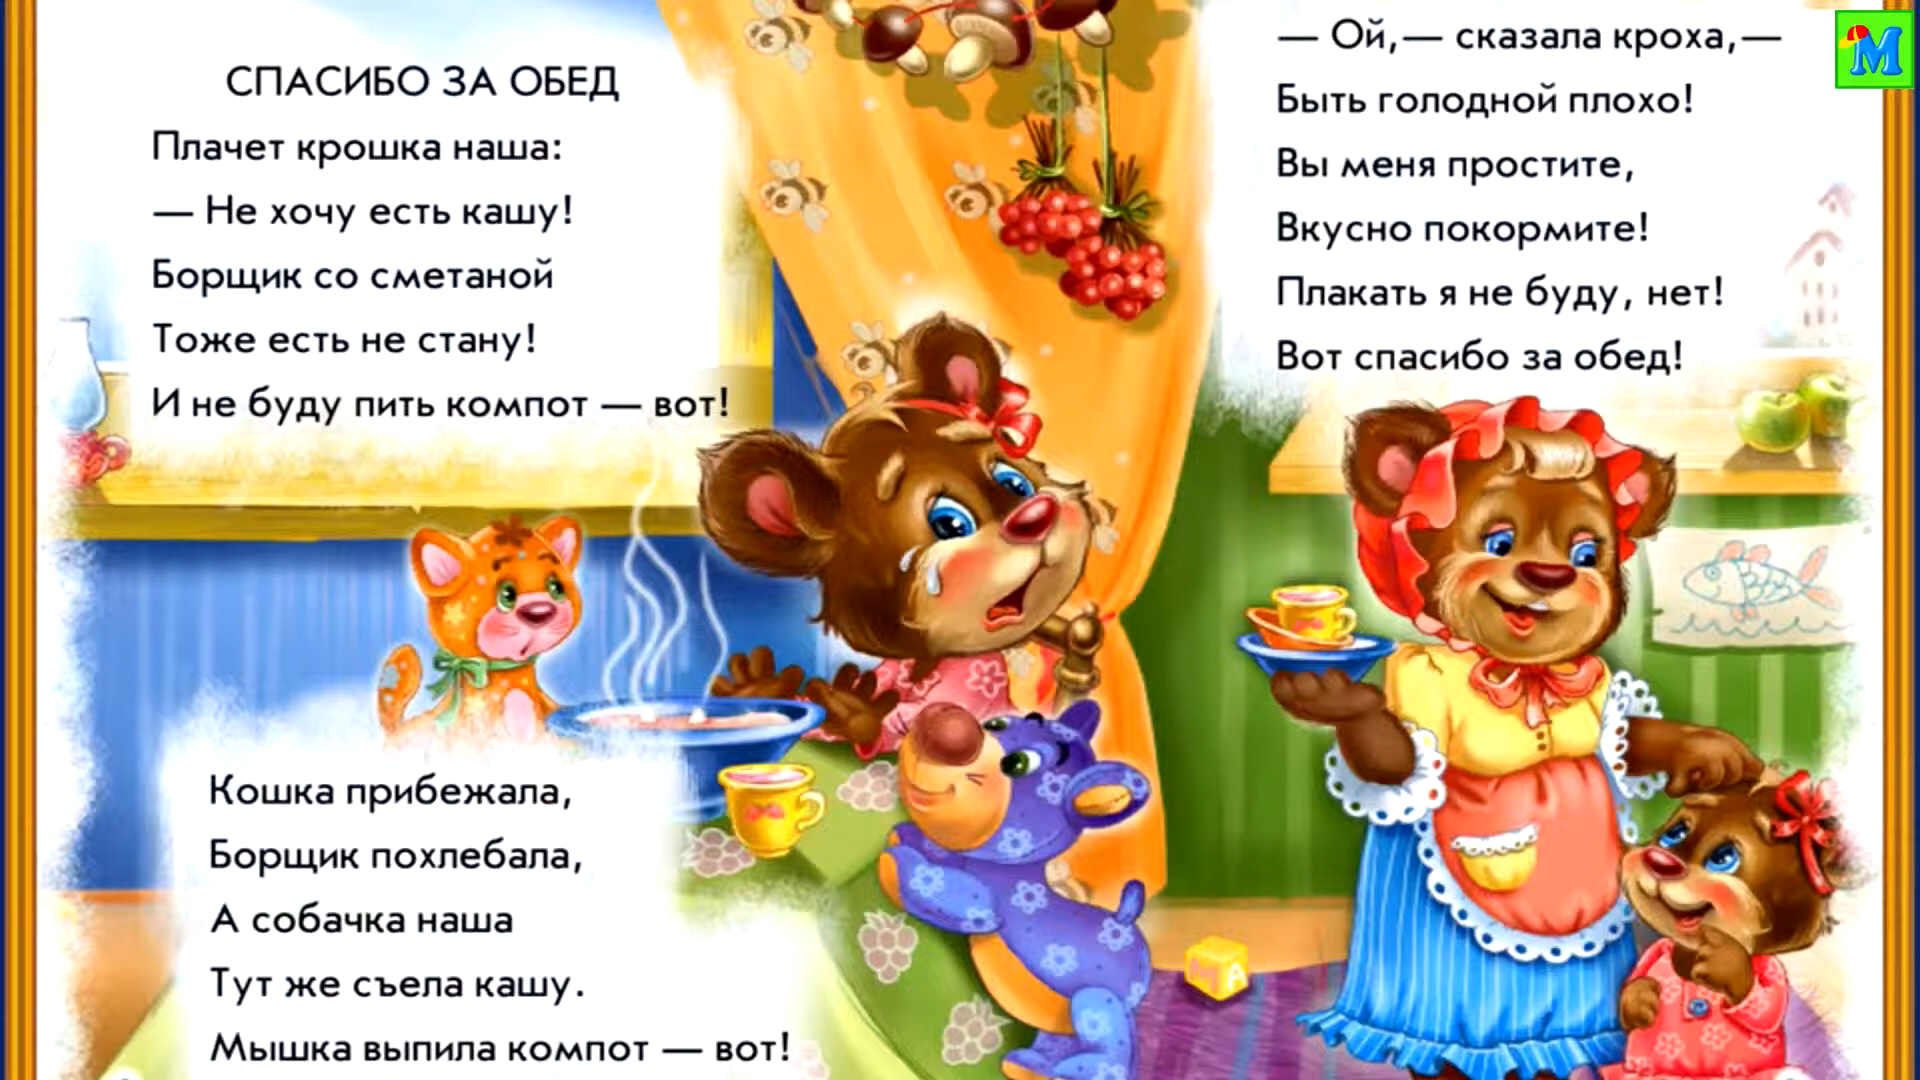 СПАСИБО ЗА ОБЕД
Плачет крошка наша:
— Не хочу есть кашу!
Борщик со сметаной
Тоже есть не стану!
И не буду пить компот — вот!
Кошка прибежала,
Борщик похлебала,
А собачка наша
Тут же съела кашу.
Мышка выпила компот — вот!
— Ой,— сказала кроха,—
Быть голодной плохо!
Вы меня простите,
Вкусно покормите!
Плакать я не буду, нет!
Вот спасибо за обед!
М
МА